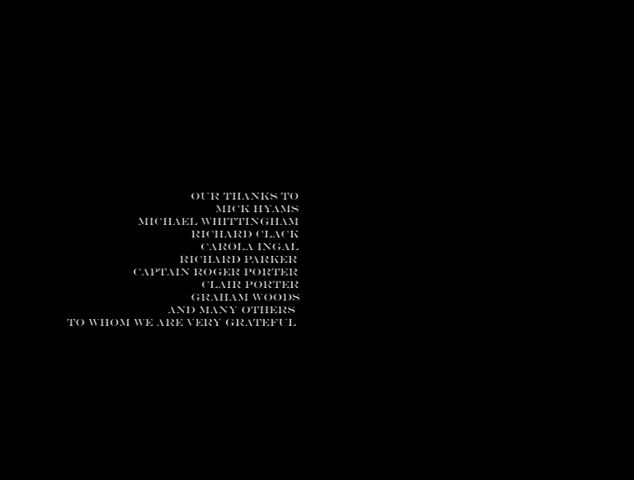 OUR THANKS TO
MICK HYAMS
MICHAEL WHITTINGHAM
RICHARD CLACK
CAROLA INGAL
RICHARD PARKER
CAPTAIN ROGER PORTER
CLAIR PORTER
GRAHAM WOODS
AND MANY OTHERS
TO WHOM WE ARE VERY GRATEFUL